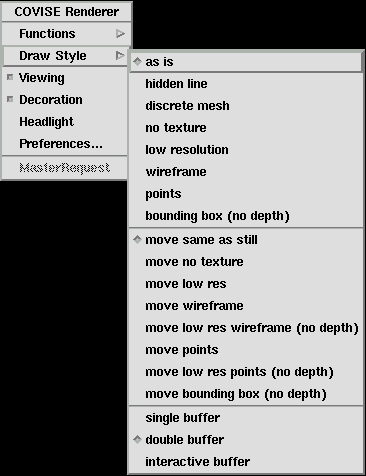 COVISE Renderer
Functions
Draw Style
Viewing
Decoration
Headlight
Preferences...
MasterRequest
as is
hidden line
discrete mesh
no texture
low resolution
wireframe
points
bounding box (no depth)
move same as still
move no texture
move low res
move wireframe
move low res wireframe (no depth)
move points
move low res points (no depth)
move bounding box (no depth)
single buffer
double buffer
interactive buffer